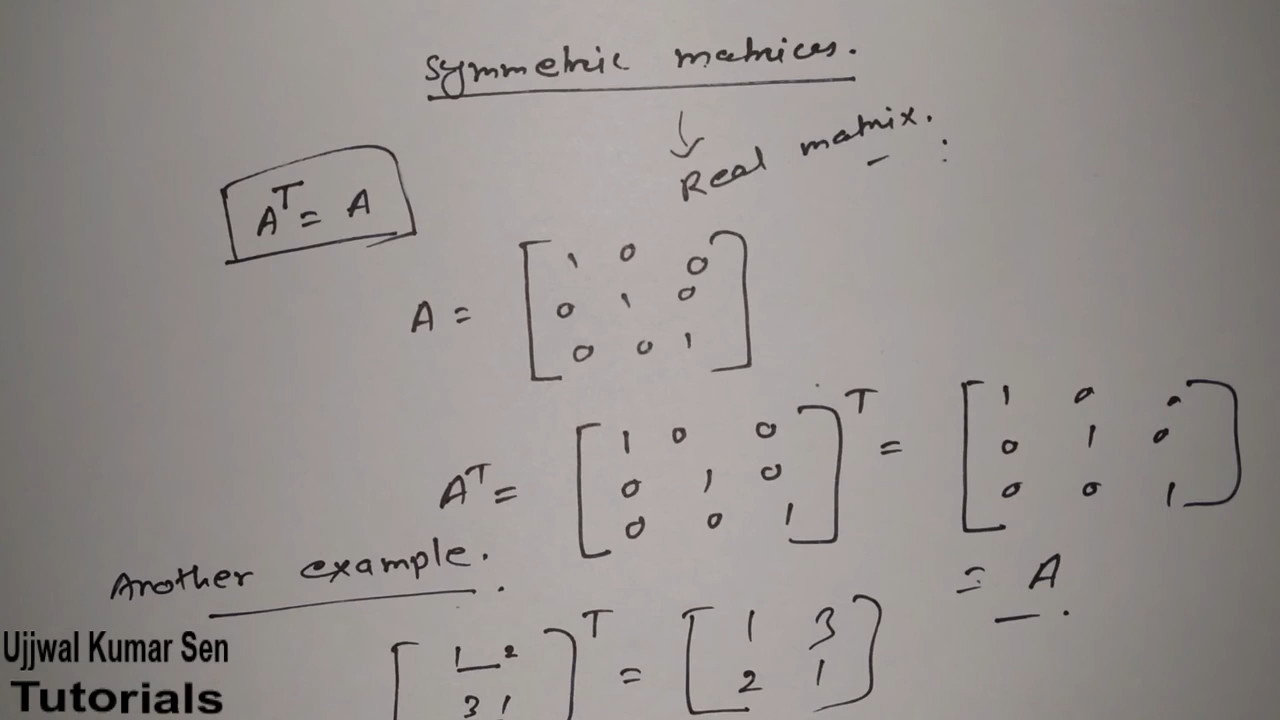 Symmetric matrices.
↓
Real matrix.
A^T = A
A = [1 0 0
0 1 0
0 0 1]
A^T = [1 0 0
0 1 0
0 0 1]^T = [1 0 0
0 1 0
0 0 1]
= A
Another example.
[1 2
3 1]^T = [1 3
2 1]
Ujjwal Kumar Sen
Tutorials